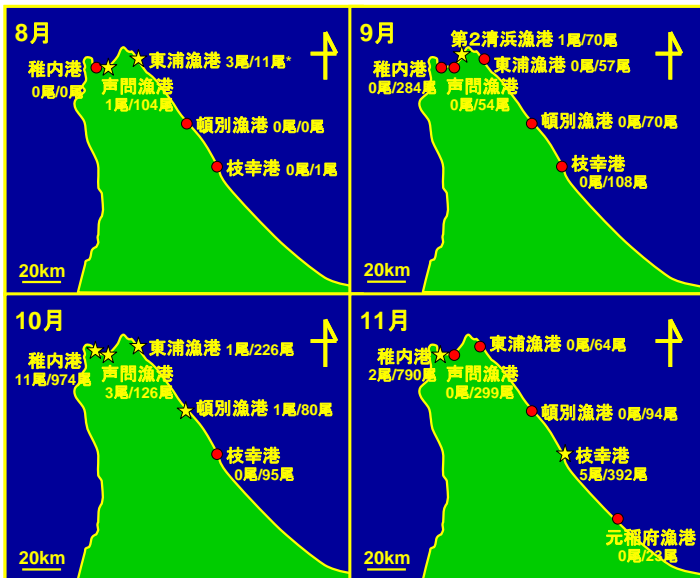 8月
東浦漁港 3尾/11尾*
稚内港
0尾/0尾
声問漁港
1尾/104尾
頓別漁港 0尾/0尾
枝幸港 0尾/1尾
20km
9月
第2清浜漁港 1尾/70尾
稚内港
東浦漁港 0尾/57尾
0尾/284尾
声問漁港
0尾/54尾
頓別漁港 0尾/70尾
枝幸港
0尾/108尾
20km
10月
東浦漁港 1尾/226尾
稚内港
11尾/974尾
声問漁港
3尾/126尾
頓別漁港 1尾/80尾
枝幸港
0尾/95尾
20km
11月
東浦漁港 0尾/64尾
稚内港
2尾/790尾
声問漁港
0尾/299尾
頓別漁港 0尾/94尾
枝幸港
5尾/392尾
元稲府漁港
0尾/23尾
20km